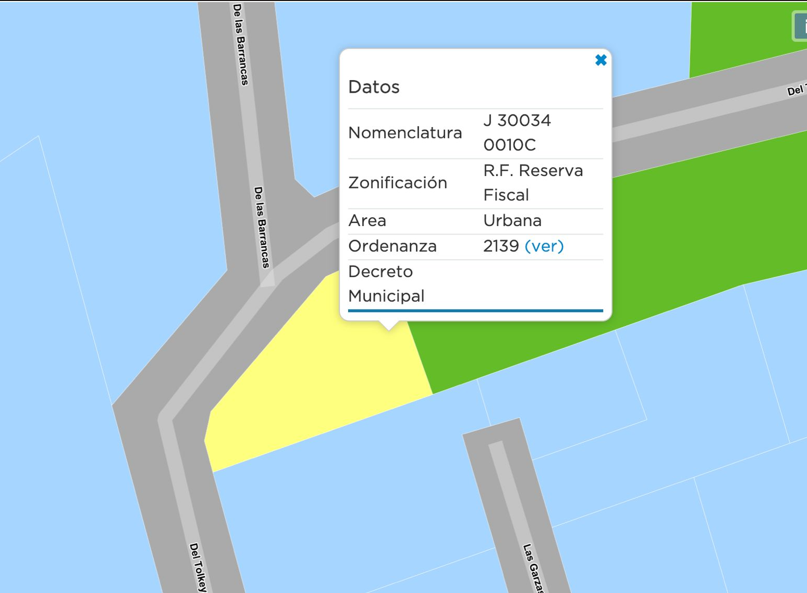 De las Barrancas
Datos
Nomenclatura
J 30034
0010C
Zonificación
R.F. Reserva
Fiscal
Area
Urbana
Ordenanza
2139 (ver)
Decreto
Municipal
De las Barrancas
Del T
Del Tolkey
Las Garzas